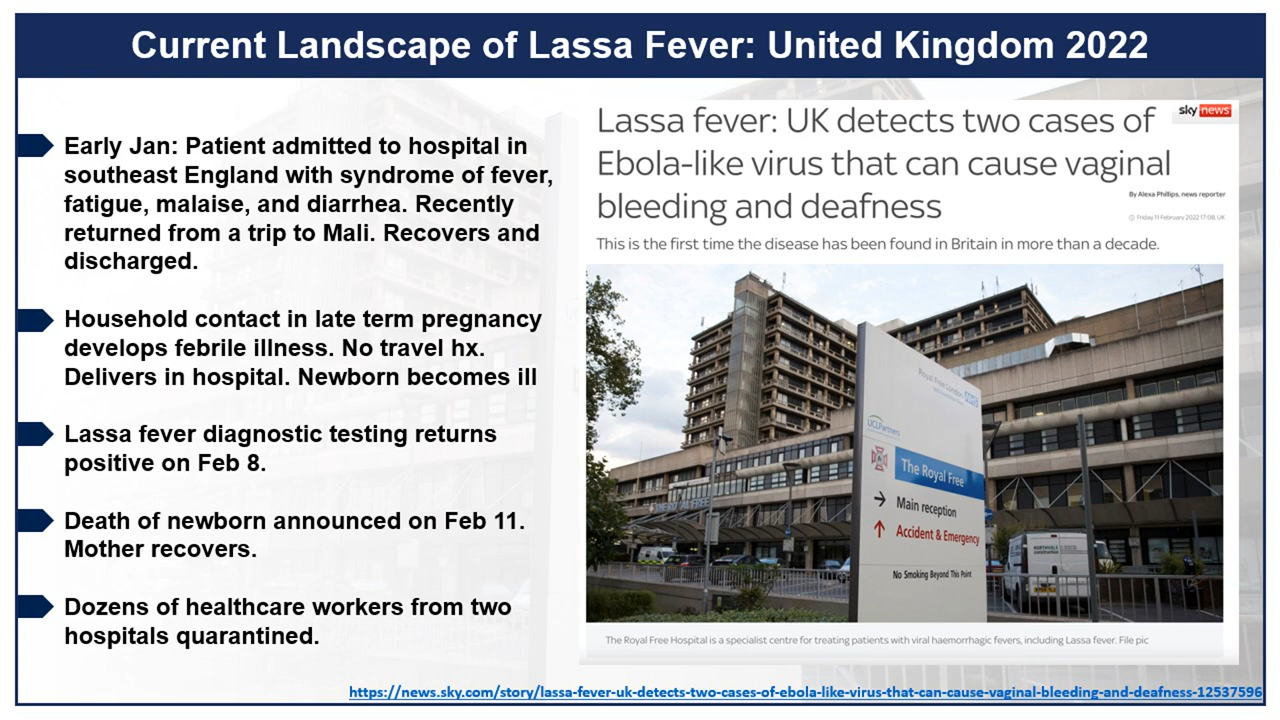 Current Landscape of Lassa Fever: United Kingdom 2022
Early Jan: Patient admitted to hospital in
southeast England with syndrome of fever,
fatigue, malaise, and diarrhea. Recently
returned from a trip to Mali. Recovers and
discharged.
Household contact in late term pregnancy
develops febrile illness. No travel hx.
Delivers in hospital. Newborn becomes ill
Lassa fever diagnostic testing returns
positive on Feb 8.
Death of newborn announced on Feb 11.
Mother recovers.
Dozens of healthcare workers from two
hospitals quarantined.
sky news
Lassa fever: UK detects two cases of
Ebola-like virus that can cause vaginal
bleeding and deafness
By Alexa Phillips, news reporter
Friday 11 February 2022 17:08, UK
This is the first time the disease has been found in Britain in more than a decade.
Royal Free London
NHS
UCLPartners
The Royal Free
Main reception
Accident & Emergency
No Smoking Beyond This Point
THE ROYAL FREE
The Royal Free Hospital is a specialist centre for treating patients with viral haemorrhagic fevers, including Lassa fever. File pic
https://news.sky.com/story/lassa-fever-uk-detects-two-cases-of-ebola-like-virus-that-can-cause-vaginal-bleeding-and-deafness-12537596